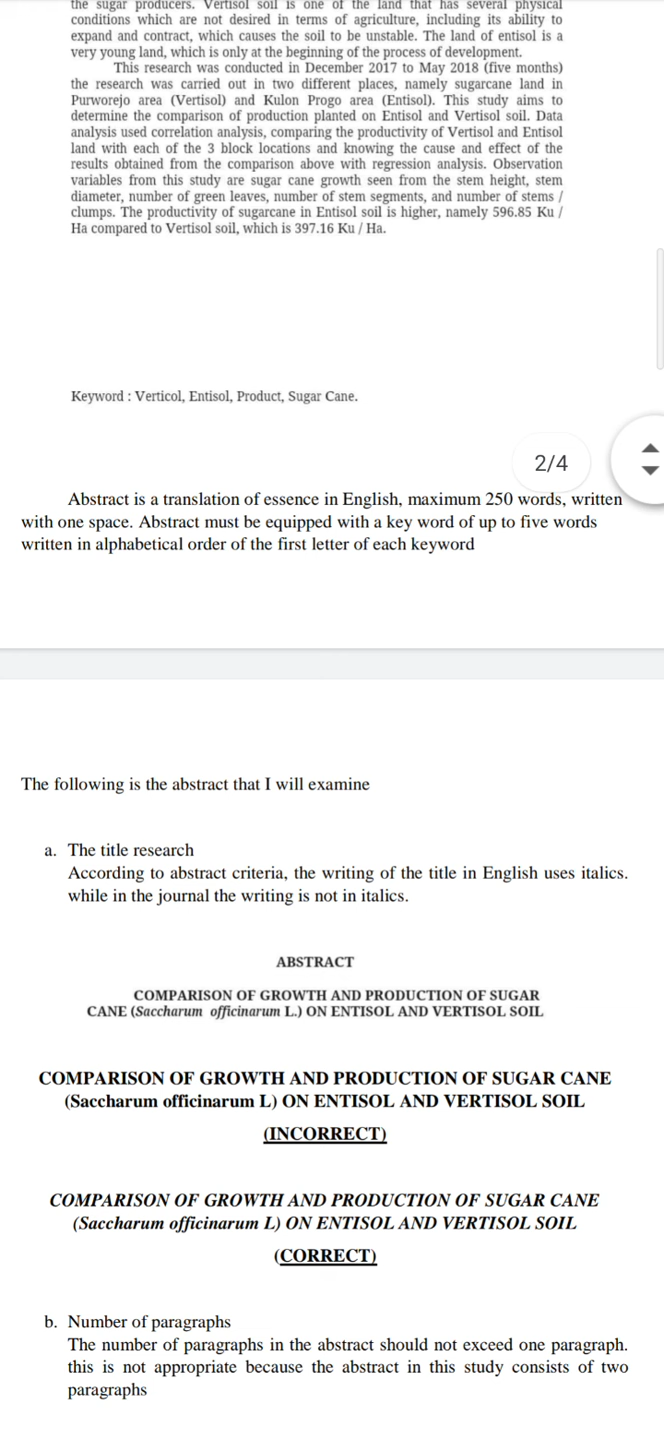 the sugar producers. Vertisol soil is one of the land that has several physical
conditions which are not desired in terms of agriculture, including its ability to
expand and contract, which causes the soil to be unstable. The land of entisol is a
very young land, which is only at the beginning of the process of development.
This research was conducted in December 2017 to May 2018 (five months)
the research was carried out in two different places, namely sugarcane land in
Purworejo area (Vertisol) and Kulon Progo area (Entisol). This study aims to
determine the comparison of production planted on Entisol and Vertisol soil. Data
analysis used correlation analysis, comparing the productivity of Vertisol and Entisol
land with each of the 3 block locations and knowing the cause and effect of the
results obtained from the comparison above with regression analysis. Observation
variables from this study are sugar cane growth seen from the stem height, stem
diameter, number of green leaves, number of stem segments, and number of stems /
clumps. The productivity of sugarcane in Entisol soil is higher, namely 596.85 Ku /
Ha compared to Vertisol soil, which is 397.16 Ku / Ha.
Keyword : Verticol, Entisol, Product, Sugar Cane.
2/4
Abstract is a translation of essence in English, maximum 250 words, written
with one space. Abstract must be equipped with a key word of up to five words
written in alphabetical order of the first letter of each keyword
The following is the abstract that I will examine
a. The title research
According to abstract criteria, the writing of the title in English uses italics.
while in the journal the writing is not in italics.
ABSTRACT
COMPARISON OF GROWTH AND PRODUCTION OF SUGAR
CANE (Saccharum officinarum L.) ON ENTISOL AND VERTISOL SOIL
COMPARISON OF GROWTH AND PRODUCTION OF SUGAR CANE
(Saccharum officinarum L) ON ENTISOL AND VERTISOL SOIL
(INCORRECT)
COMPARISON OF GROWTH AND PRODUCTION OF SUGAR CANE
(Saccharum officinarum L) ON ENTISOL AND VERTISOL SOIL
(CORRECT)
b. Number of paragraphs
The number of paragraphs in the abstract should not exceed one paragraph.
this is not appropriate because the abstract in this study consists of two
paragraphs